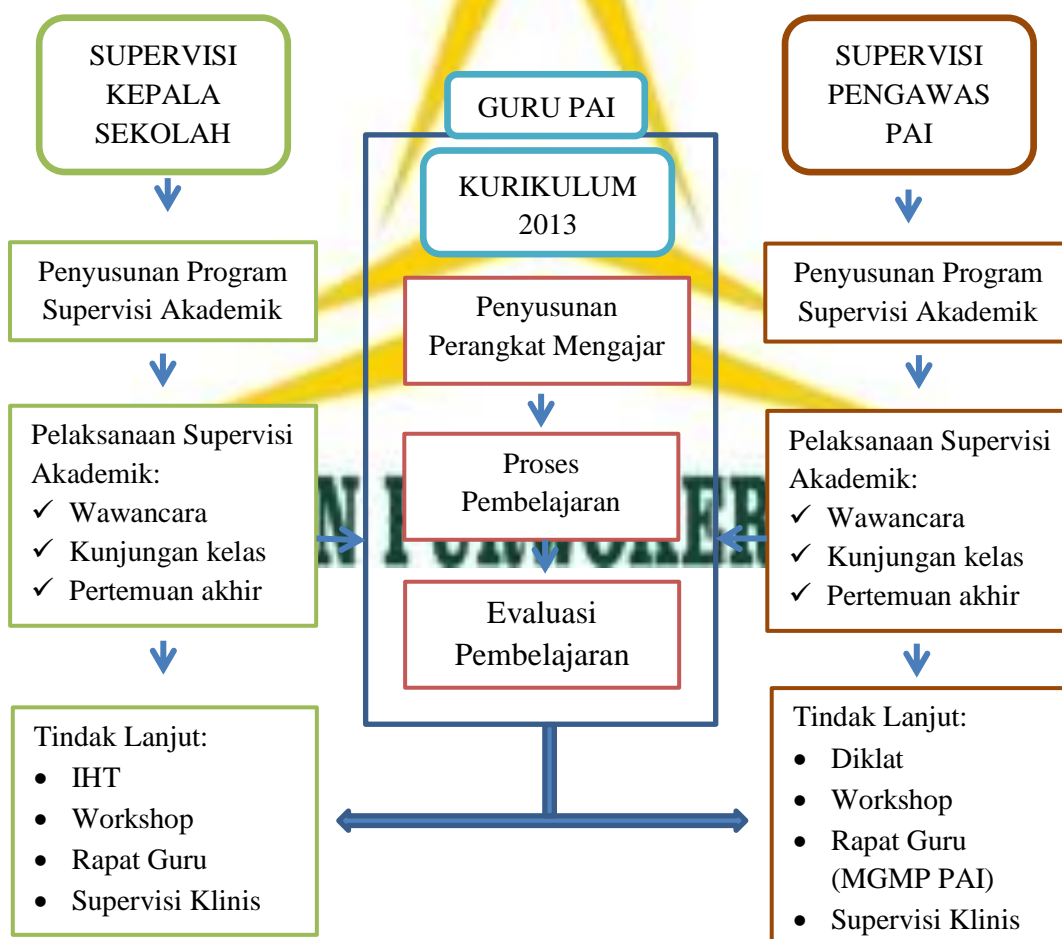 SUPERVISI
KEPALA
SEKOLAH
Penyusunan Program
Supervisi Akademik
Pelaksanaan Supervisi
Akademik:
✓ Wawancara
✓ Kunjungan kelas
✓ Pertemuan akhir
Tindak Lanjut:
• IHT
• Workshop
• Rapat Guru
• Supervisi Klinis
GURU PAI
KURIKULUM
2013
Penyusunan
Perangkat Mengajar
Proses
Pembelajaran
Evaluasi
Pembelajaran
SUPERVISI
PENGAWAS
PAI
Penyusunan Program
Supervisi Akademik
Pelaksanaan Supervisi
Akademik:
✓ Wawancara
✓ Kunjungan kelas
✓ Pertemuan akhir
Tindak Lanjut:
• Diklat
• Workshop
• Rapat Guru
(MGMP PAI)
• Supervisi Klinis